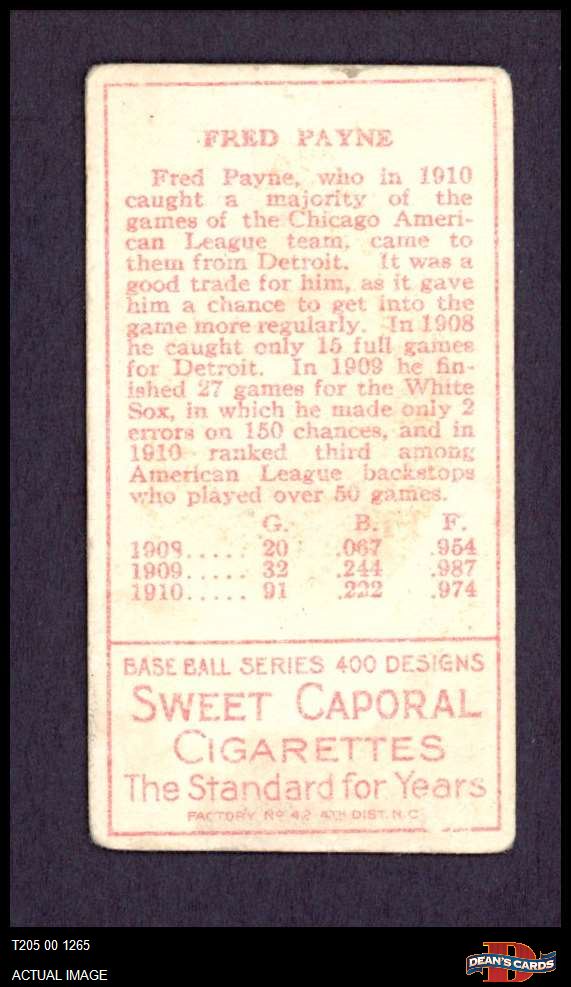 FRED PAYNE
Fred Payne, who in 1910
caught a majority of the
games of the Chicago Ameri-
can League team, came to
them from Detroit. It was a
good trade for him, as it gave
him a chance to get into the
game more regularly. In 1908
he caught only 15 full games
for Detroit. In 1909 he fin-
ished 27 games for the White
Sox, in which he made only 2
errors on 150 chances, and in
1910 ranked third among
American League backstops
who played over 50 games.
G. B. F.
1908..... 20 .067 .954
1909..... 32 .244 .987
1910..... 91 .222 .974
BASE BALL SERIES 400 DESIGNS
SWEET CAPORAL
CIGARETTES
The Standard for Years
FACTORY NO 42 4TH DIST. N.C.
T205 00 1265
ACTUAL IMAGE
DEAN'S CARDS